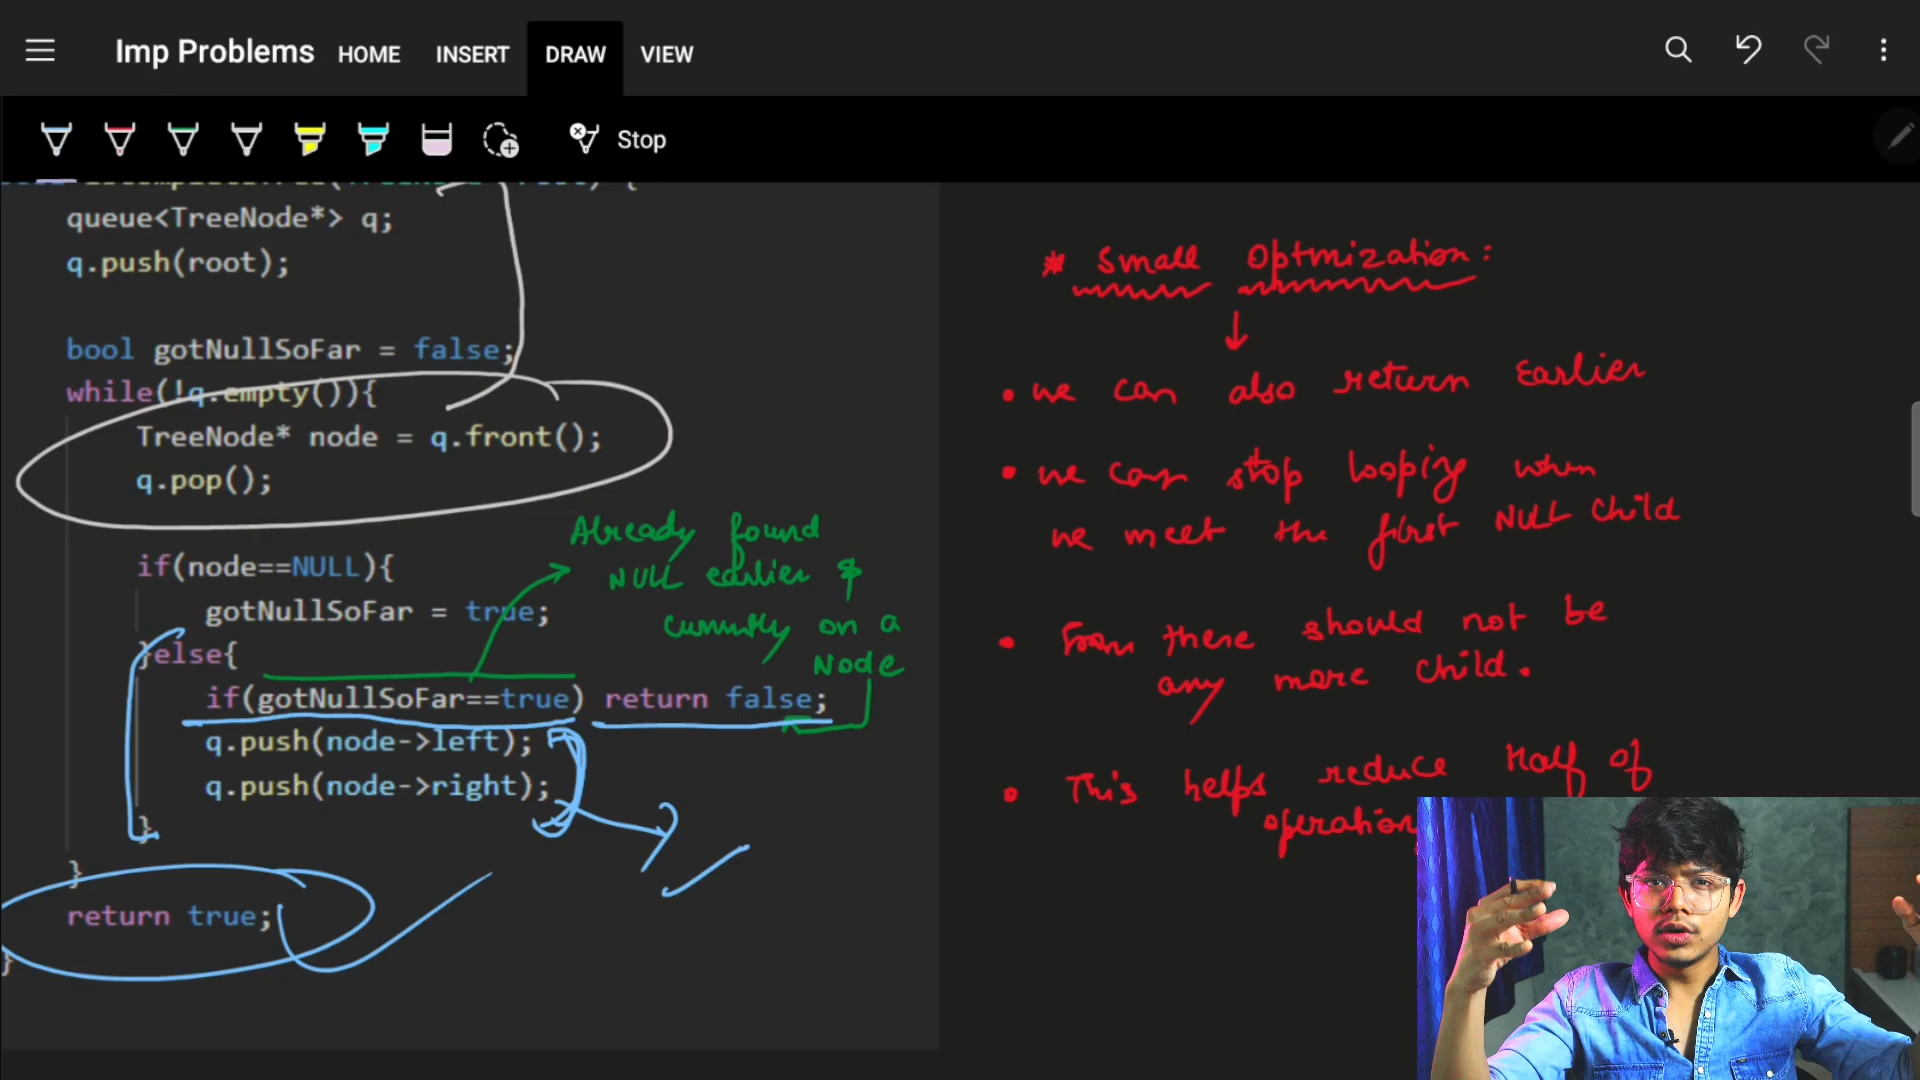 Imp Problems HOME INSERT DRAW VIEW
Stop
queue<TreeNode*> q;
q.push(root);
bool gotNullSoFar = false;
while(!q.empty()){
TreeNode* node = q.front();
q.pop();
if(node==NULL){
gotNullSoFar = true;
}else{
if(gotNullSoFar==true) return false;
q.push(node->left);
q.push(node->right);
}
}
return true;
}
Already found
NULL earlier &
currently on a
Node
* Small Optmization:
• we can also return Earlier
• we can stop looping when
we meet the first NULL child
• From there should not be
any more child.
• This helps reduce Half of
operation